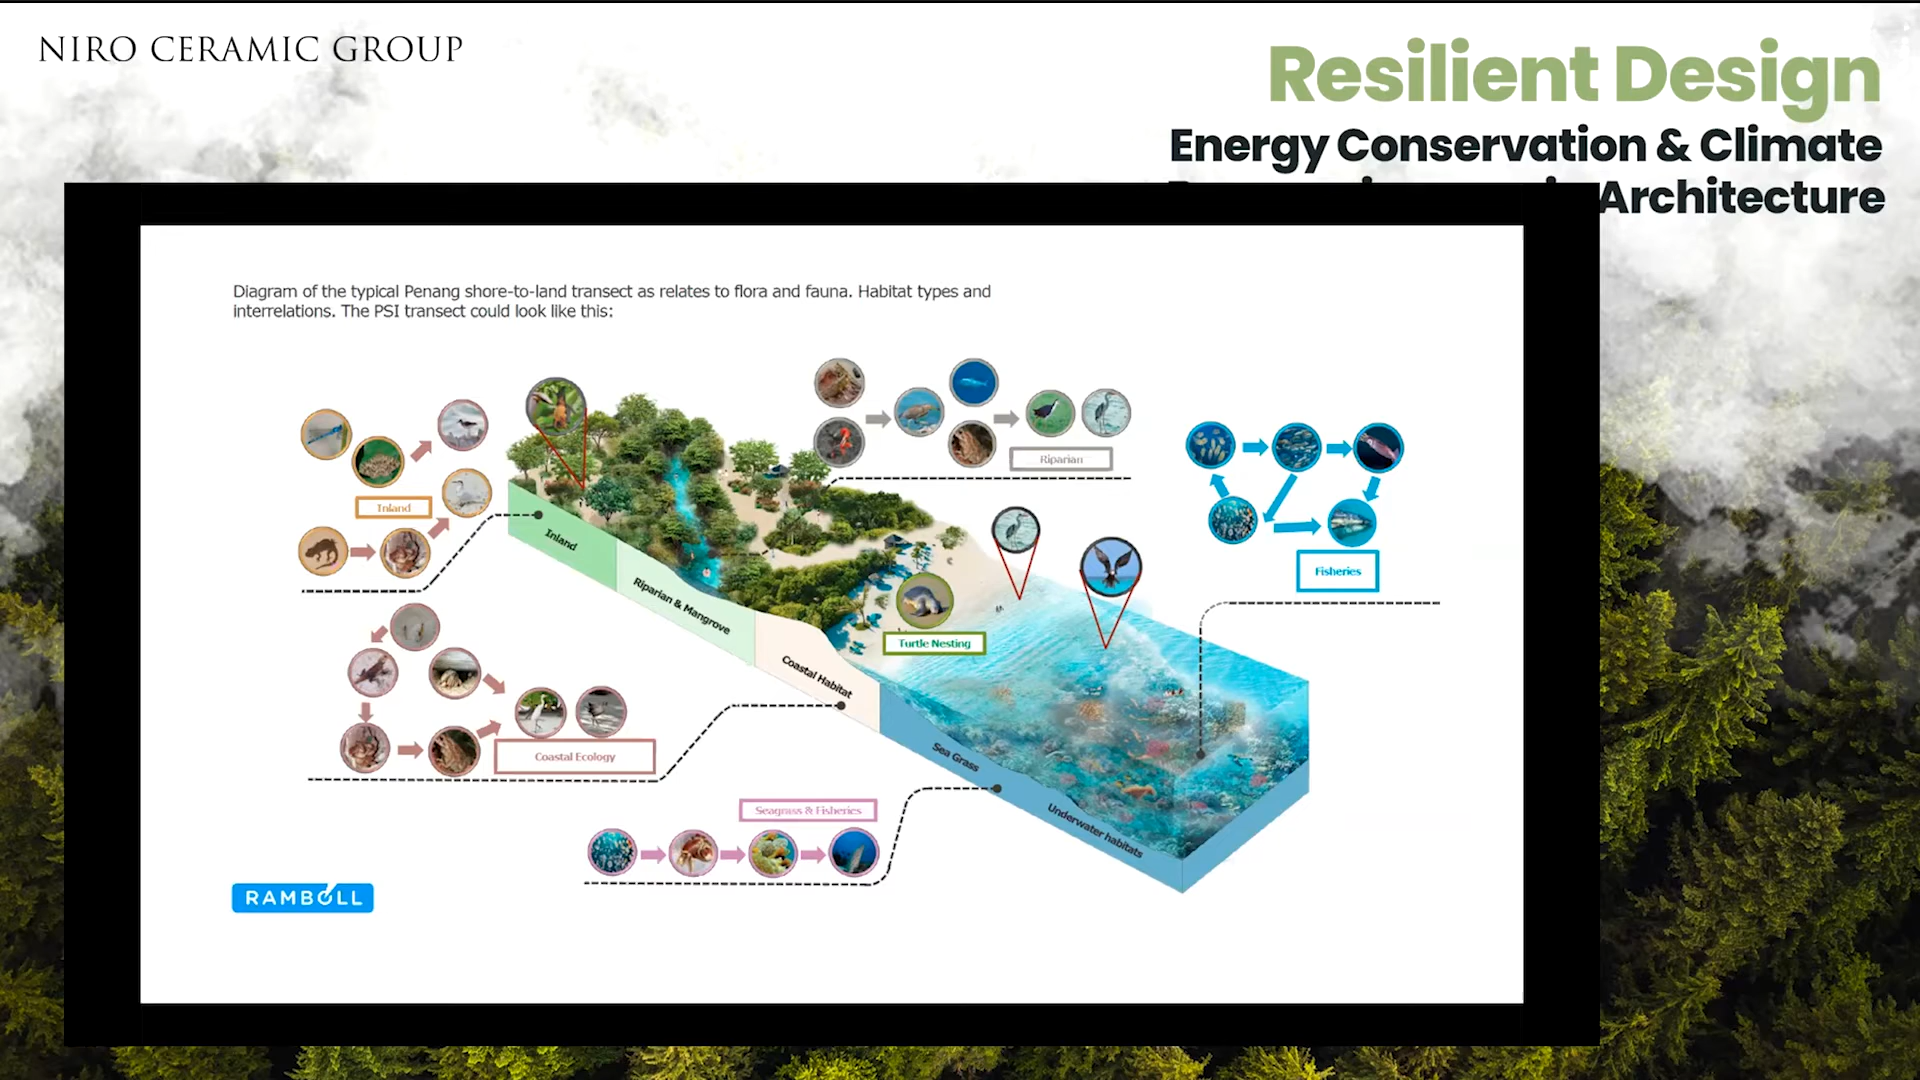 NIRO CERAMIC GROUP
Resilient Design
Energy Conservation & Climate
Architecture
Diagram of the typical Penang shore-to-land transect as relates to flora and fauna. Habitat types and
interrelations. The PSI transect could look like this:
Inland
Riparian
Fisheries
Inland
Riparian & Mangrove
Turtle Nesting
Coastal Habitat
Coastal Ecology
Sea Grass
Seagrass & Fisheries
Underwater habitats
RAMBOLL